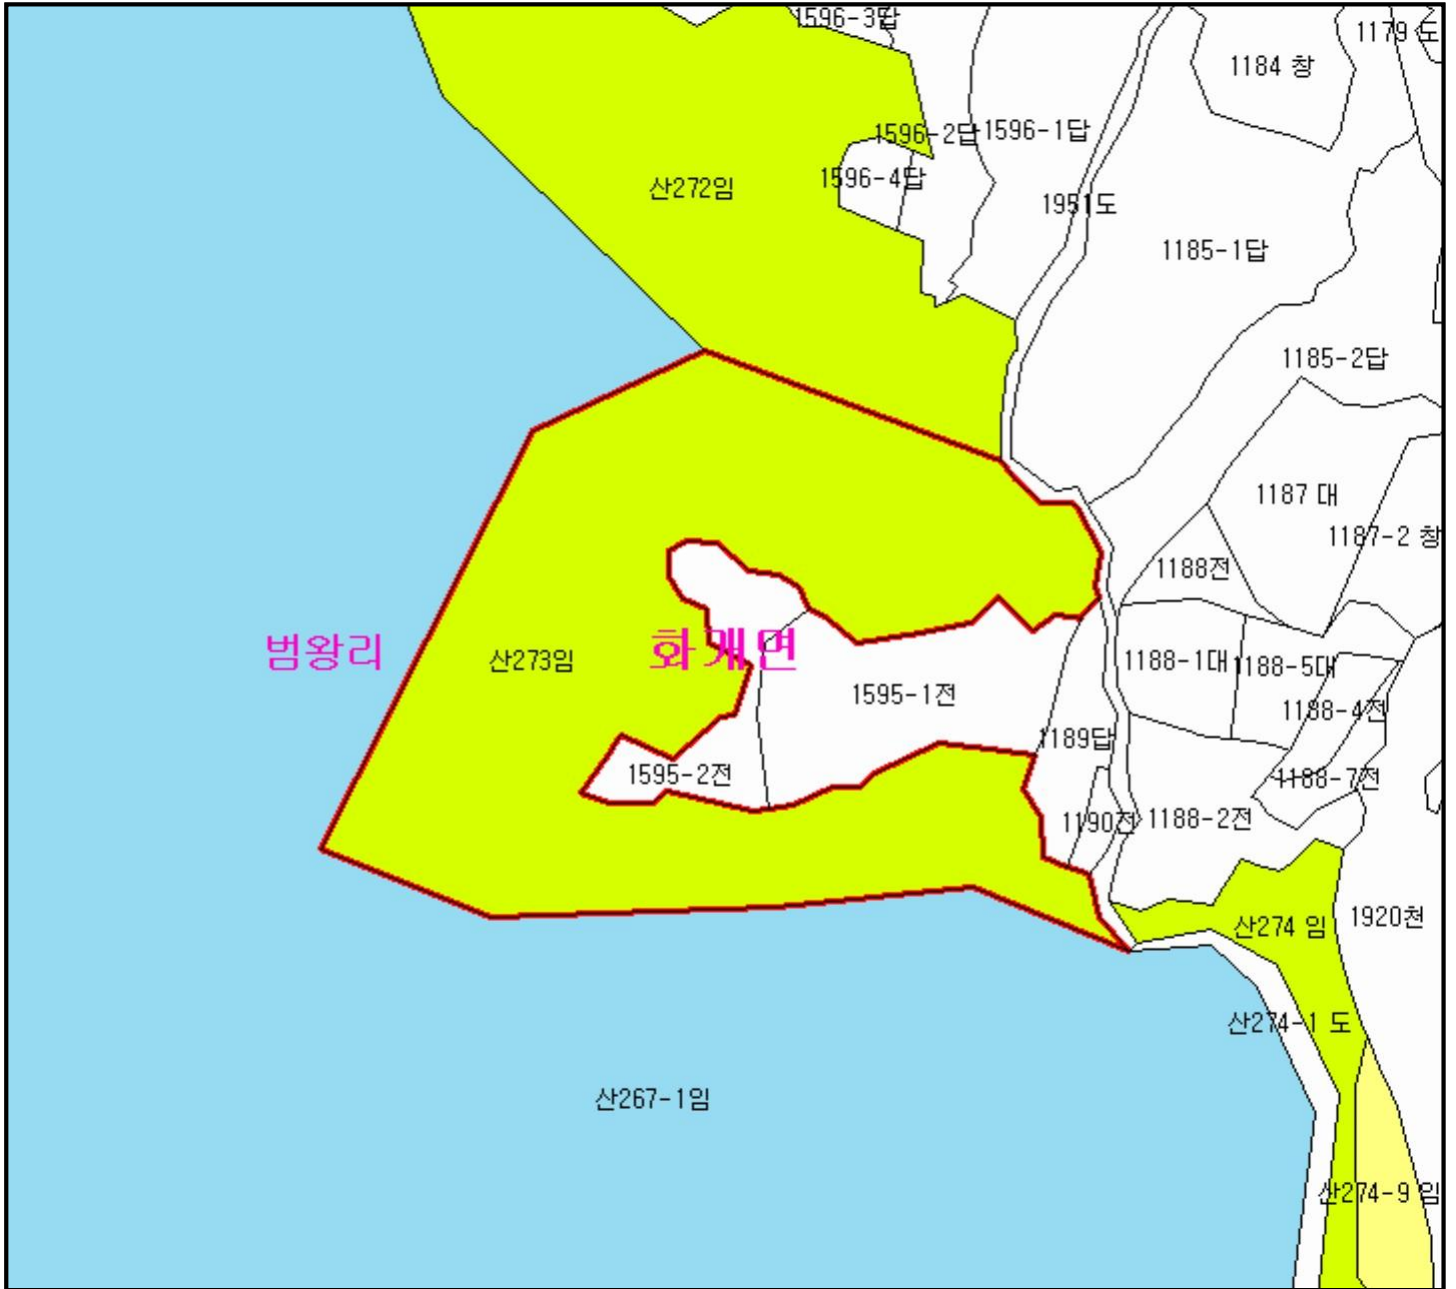 1596-3답
1179 도
1184 창
1596-2답
1596-1답
1596-4답
산272임
1951도
1185-1답
1185-2답
1187 대
1187-2 창
1188전
범왕리
화개면
산273임
1188-1대
1188-5대
1595-1전
1188-4전
1189답
1595-2전
1188-7전
1190전
1188-2전
산274 임
1920천
산274-1 도
산267-1임
산274-9 임